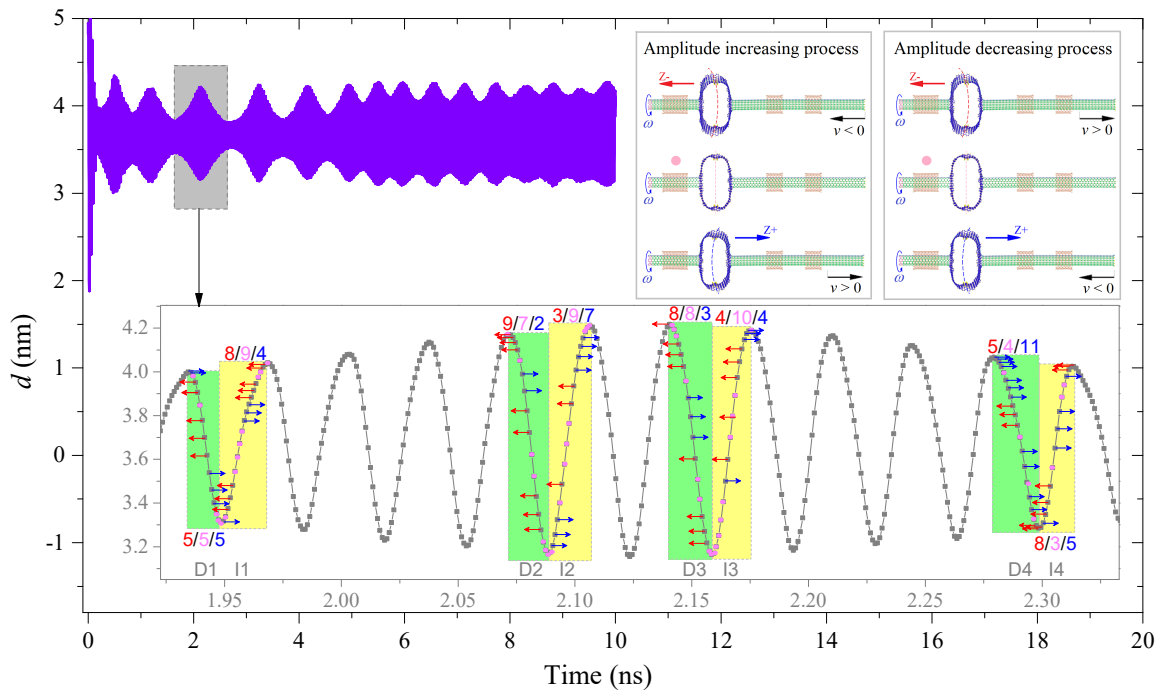 5
4
3
2
1
0
-1
d (nm)
Amplitude increasing process
Z-
ω
v < 0
ω
Z+
ω
v > 0
Amplitude decreasing process
Z-
ω
v > 0
ω
Z+
ω
v < 0
4.2
4.0
3.8
3.6
3.4
3.2
8/9/4
5/5/5
9/7/2
3/9/7
8/8/3
4/10/4
5/4/11
8/3/5
D1 I1
D2 I2
D3 I3
D4 I4
1.95 2.00 2.05 2.10 2.15 2.20 2.25 2.30
0 2 4 6 8 10 12 14 16 18 20
Time (ns)